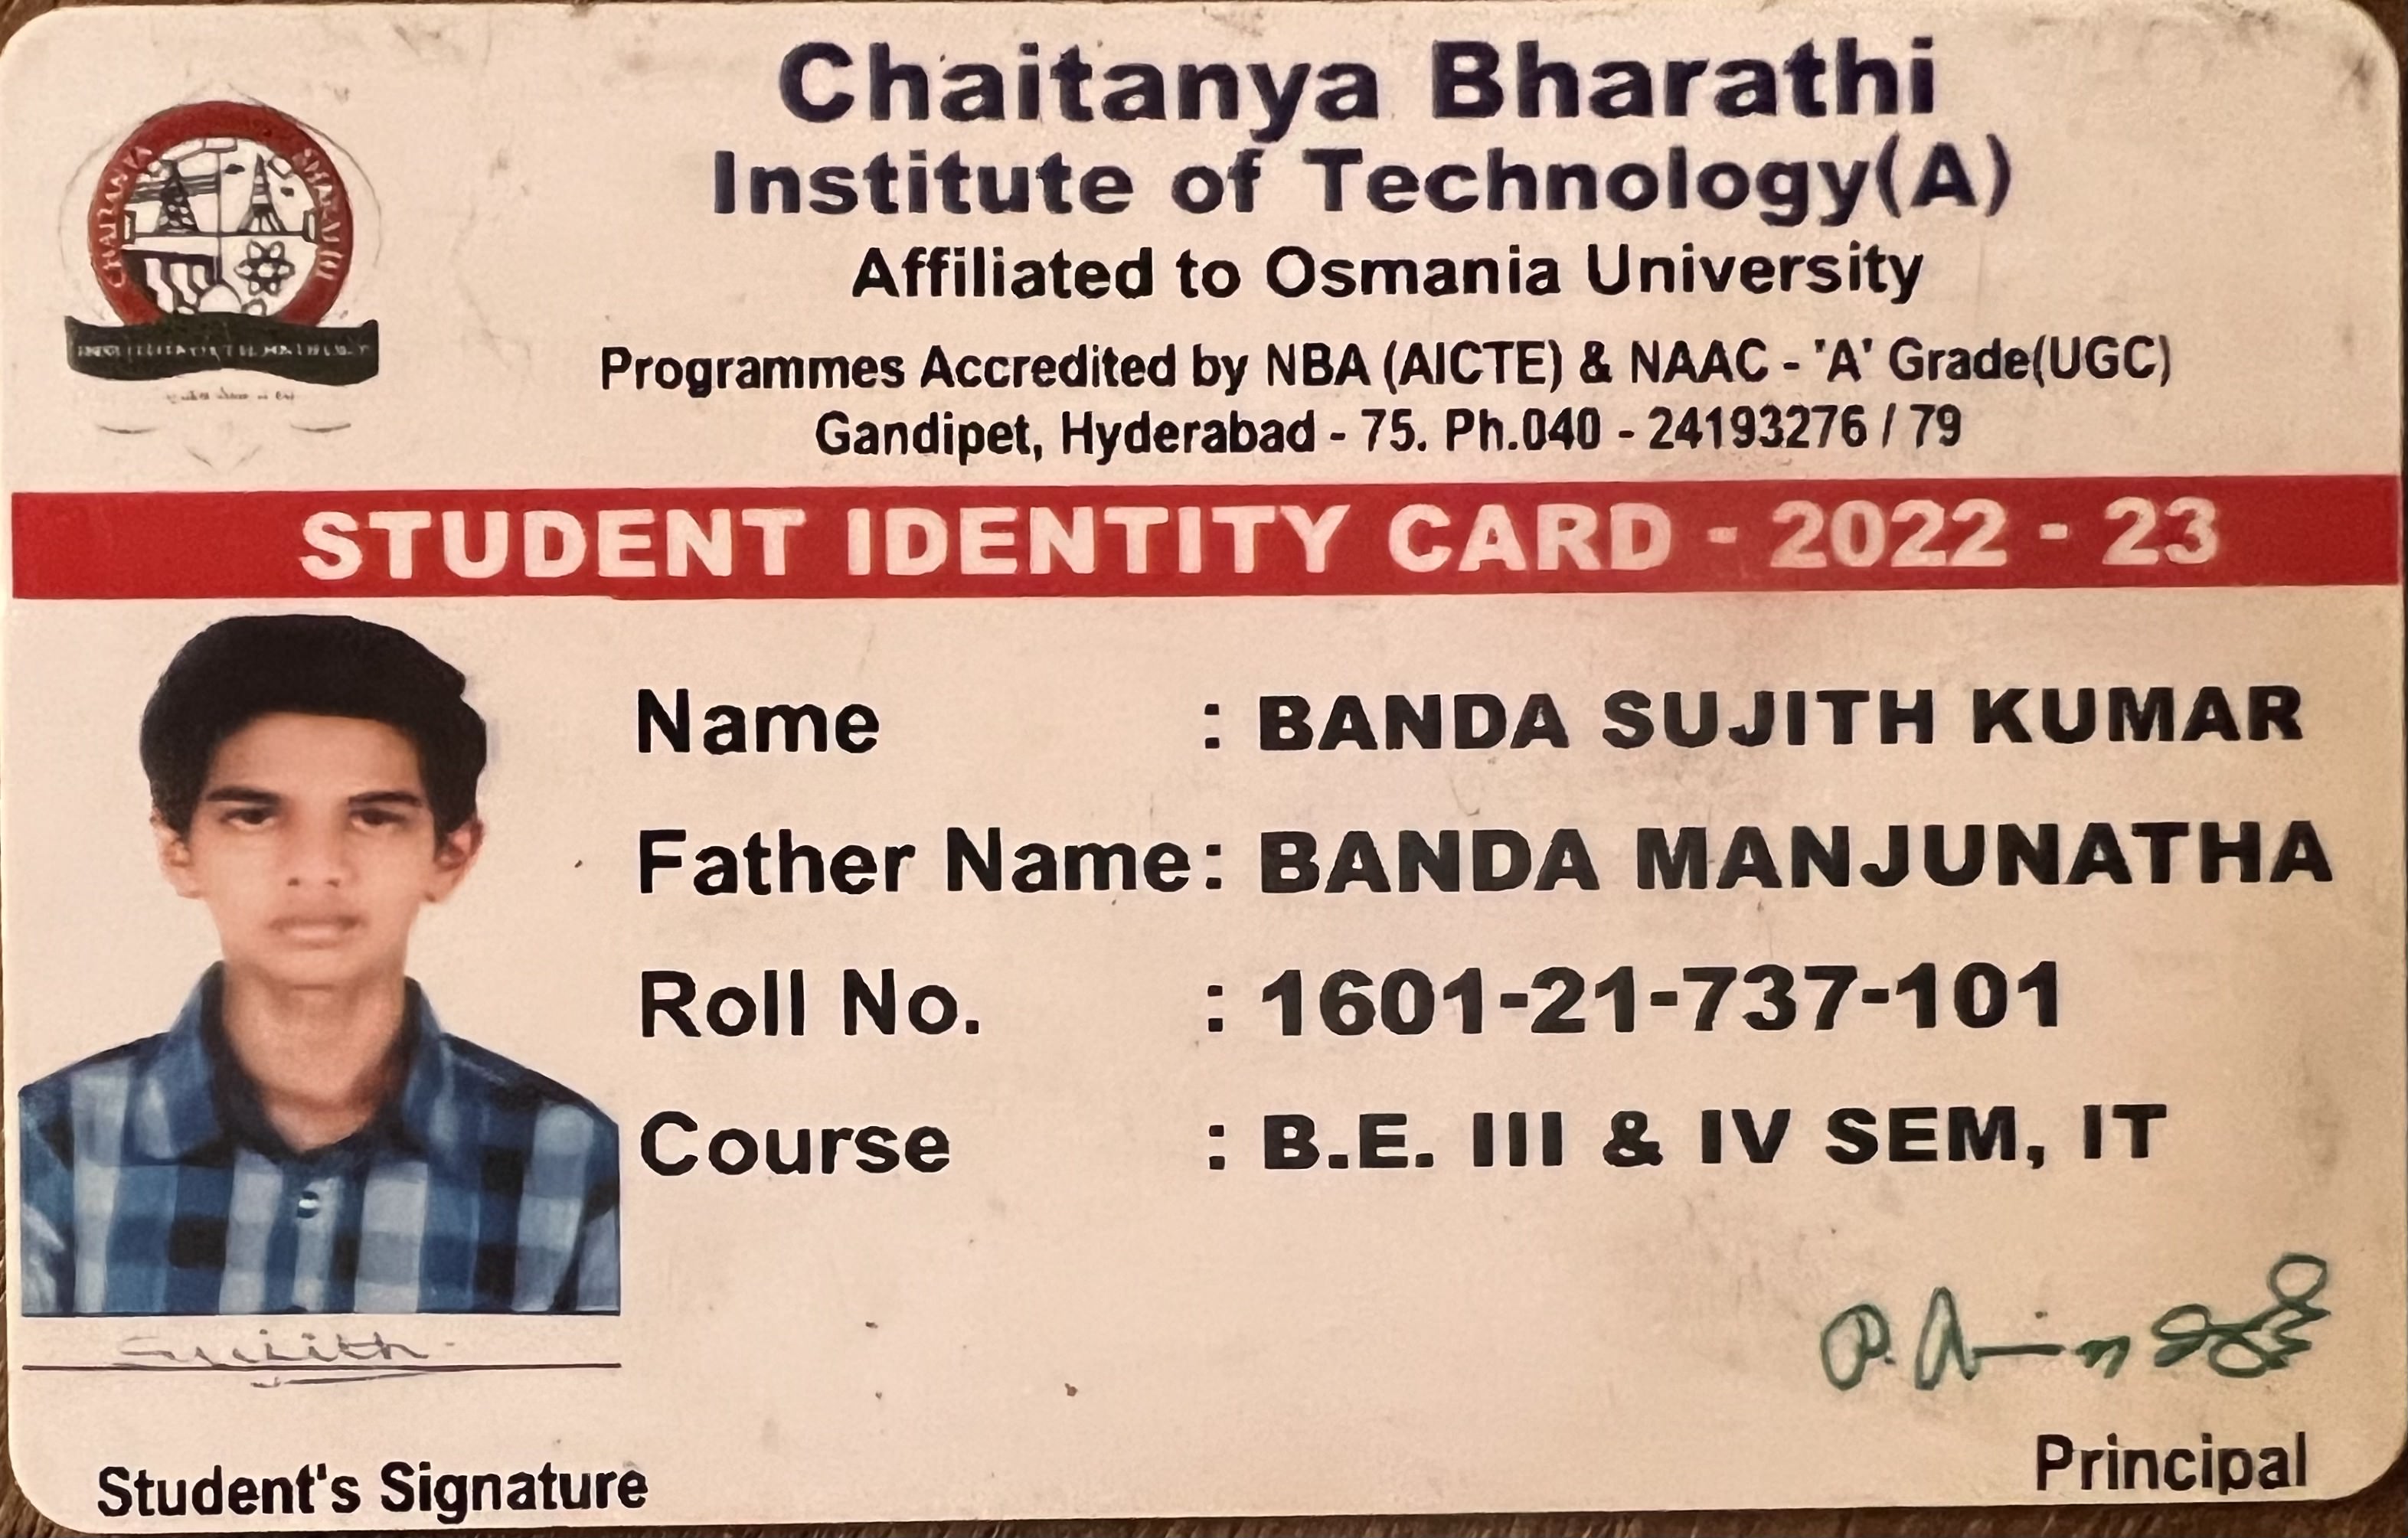 Chaitanya Bharathi
Institute of Technology(A)
Affiliated to Osmania University
Programmes Accredited by NBA (AICTE) & NAAC - 'A' Grade(UGC)
Gandipet, Hyderabad - 75. Ph.040 - 24193276 / 79
CHAITANYA BHARATHI
STUDENT IDENTITY CARD - 2022 - 23
Name : BANDA SUJITH KUMAR
Father Name : BANDA MANJUNATHA
Roll No. : 1601-21-737-101
Course : B.E. III & IV SEM, IT
Sujith
Student's Signature
Principal